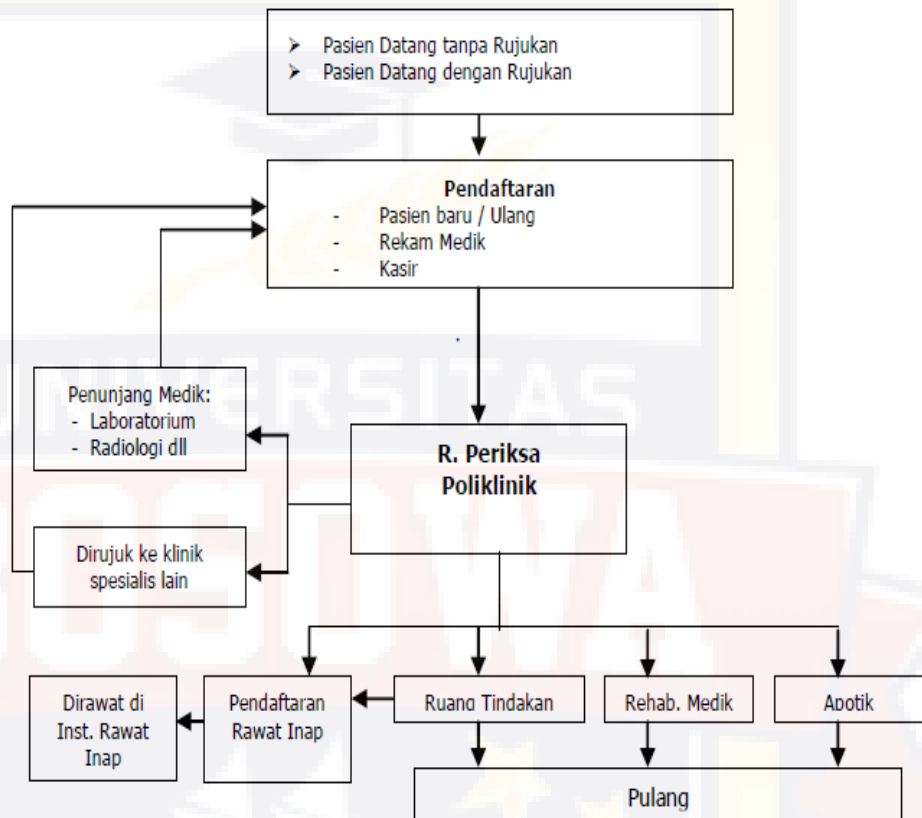 ➢ Pasien Datang tanpa Rujukan
➢ Pasien Datang dengan Rujukan
Pendaftaran
- Pasien baru / Ulang
- Rekam Medik
- Kasir
Penunjang Medik:
- Laboratorium
- Radiologi dll
R. Periksa
Poliklinik
Dirujuk ke klinik
spesialis lain
Dirawat di
Inst. Rawat
Inap
Pendaftaran
Rawat Inap
Ruang Tindakan
Rehab. Medik
Apotik
Pulang
UNIVERSITAS
BOSOWA